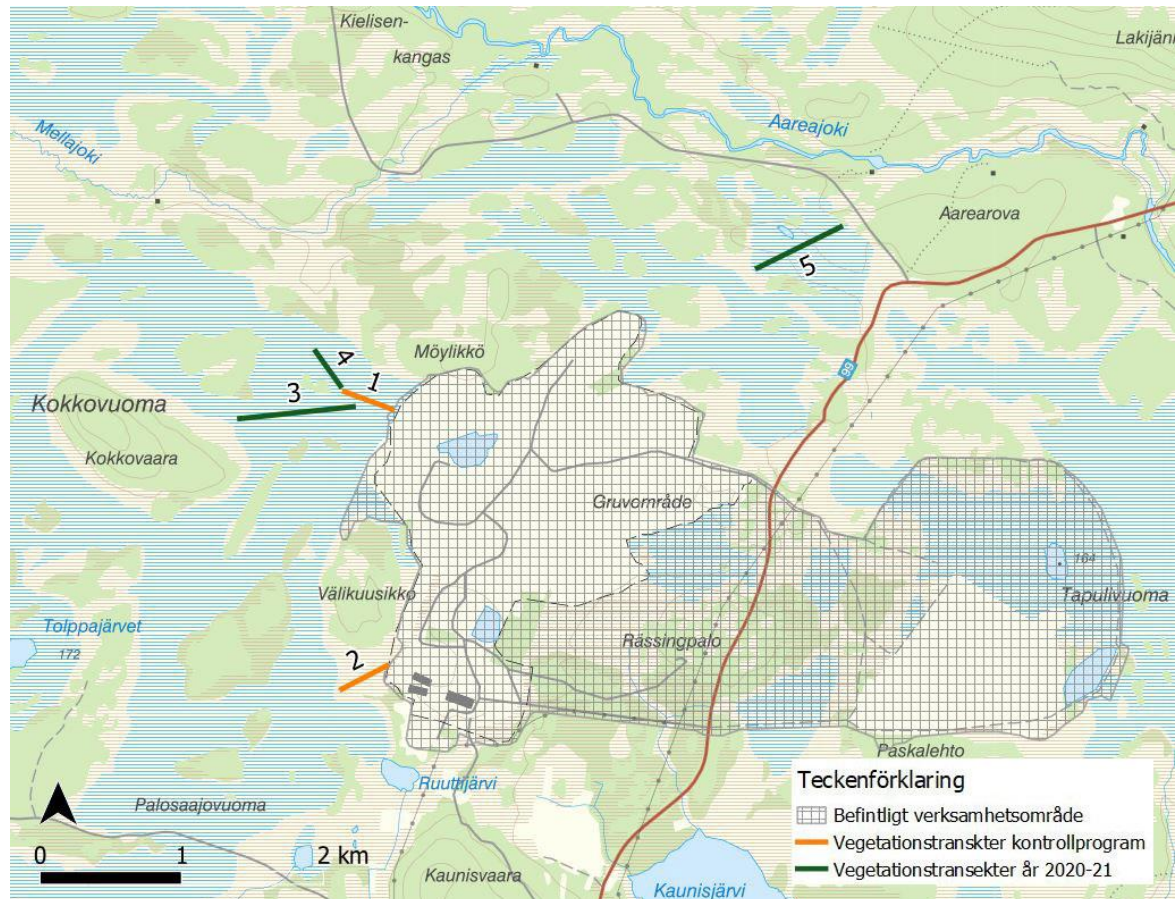 Kielisen-
kangas
Lakijänk
Mellajoki
Aareajoki
Aarearova
5
99
Möylikkö
4
1
3
Kokkovuoma
Kokkovaara
Gruvområde
164
Tapulivuoma
Välikuusikko
Tolppajärvet
172
Rässingpalo
2
Paskalehto
Ruuttijärvi
Palosaajovuoma
Kaunisvaara
Kaunisjärvi
0 1 2 km
Teckenförklaring
Befintligt verksamhetsområde
Vegetationstranskter kontrollprogram
Vegetationstransekter år 2020-21